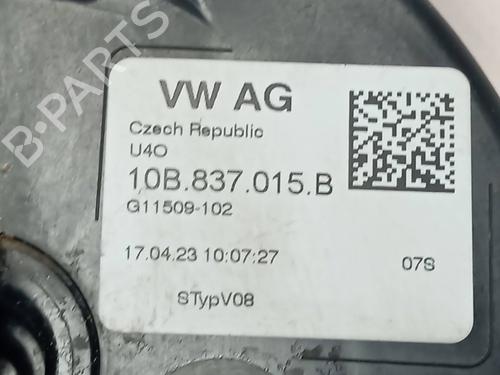 B-PARTS
VW AG
Czech Republic
U4O
10B.837.015.B
G11509-102
17.04.23 10:07:27 07S
STypV08